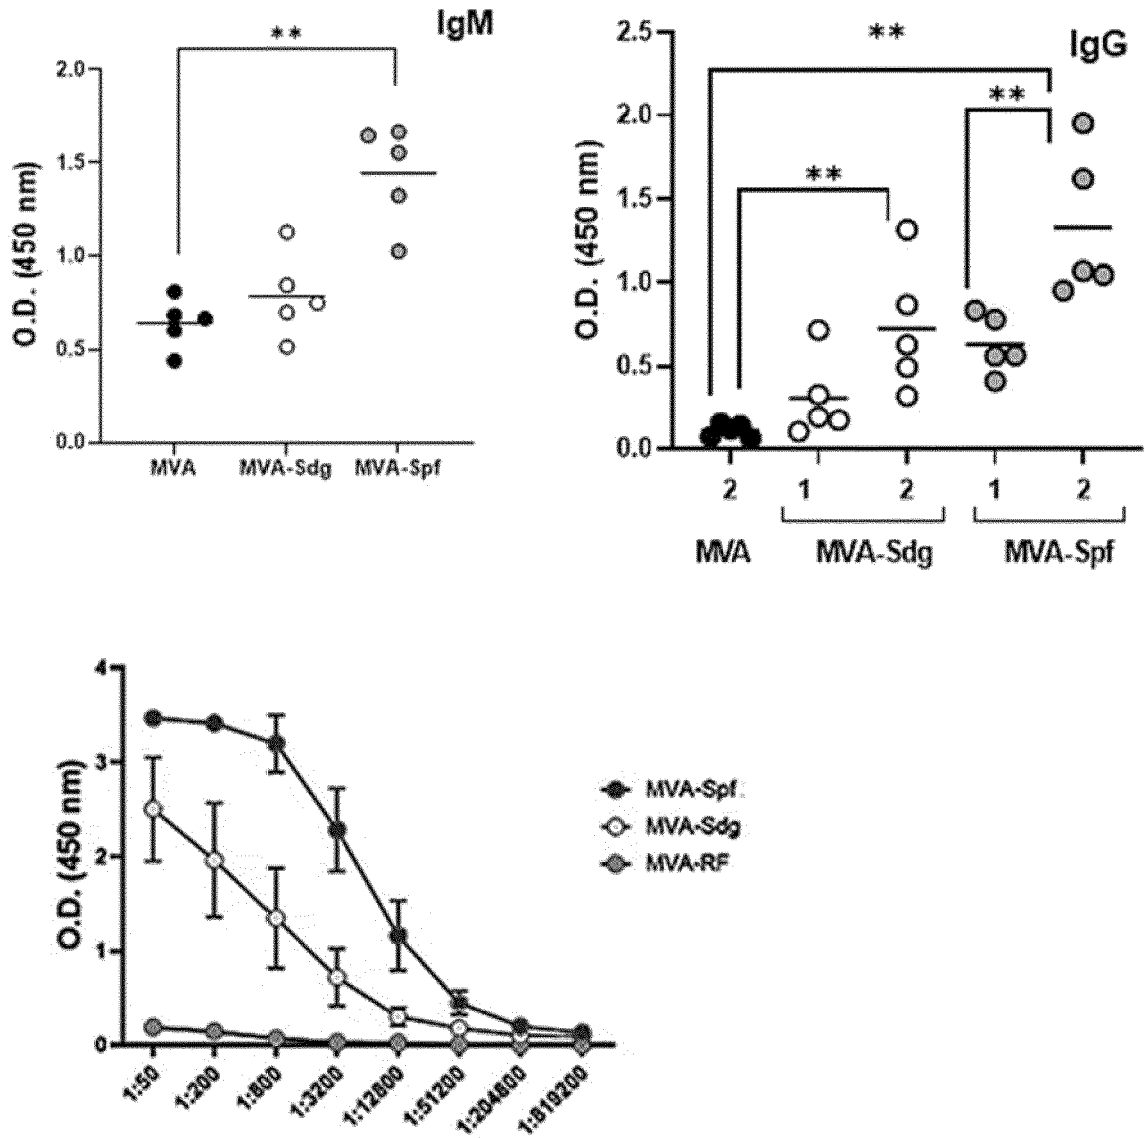 IgM
**
2.0
1.5
1.0
0.5
0.0
O.D. (450 nm)
MVA MVA-Sdg MVA-Spf
IgG
**
**
**
2.5
2.0
1.5
1.0
0.5
0.0
O.D. (450 nm)
2 1 2 1 2
MVA MVA-Sdg MVA-Spf
4
3
2
1
0
O.D. (450 nm)
MVA-Spf
MVA-Sdg
MVA-RF
1:50 1:200 1:800 1:3200 1:12800 1:51200 1:204800 1:819200